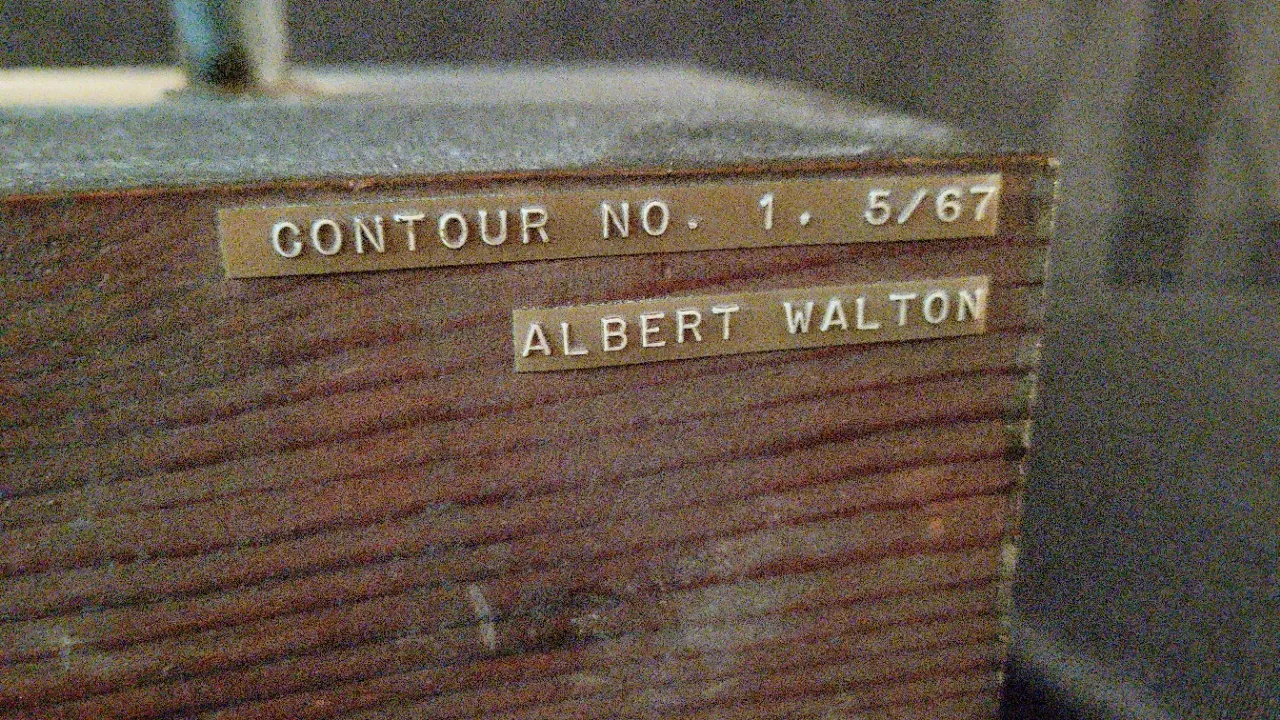 CONTOUR NO. 1. 5/67
ALBERT WALTON